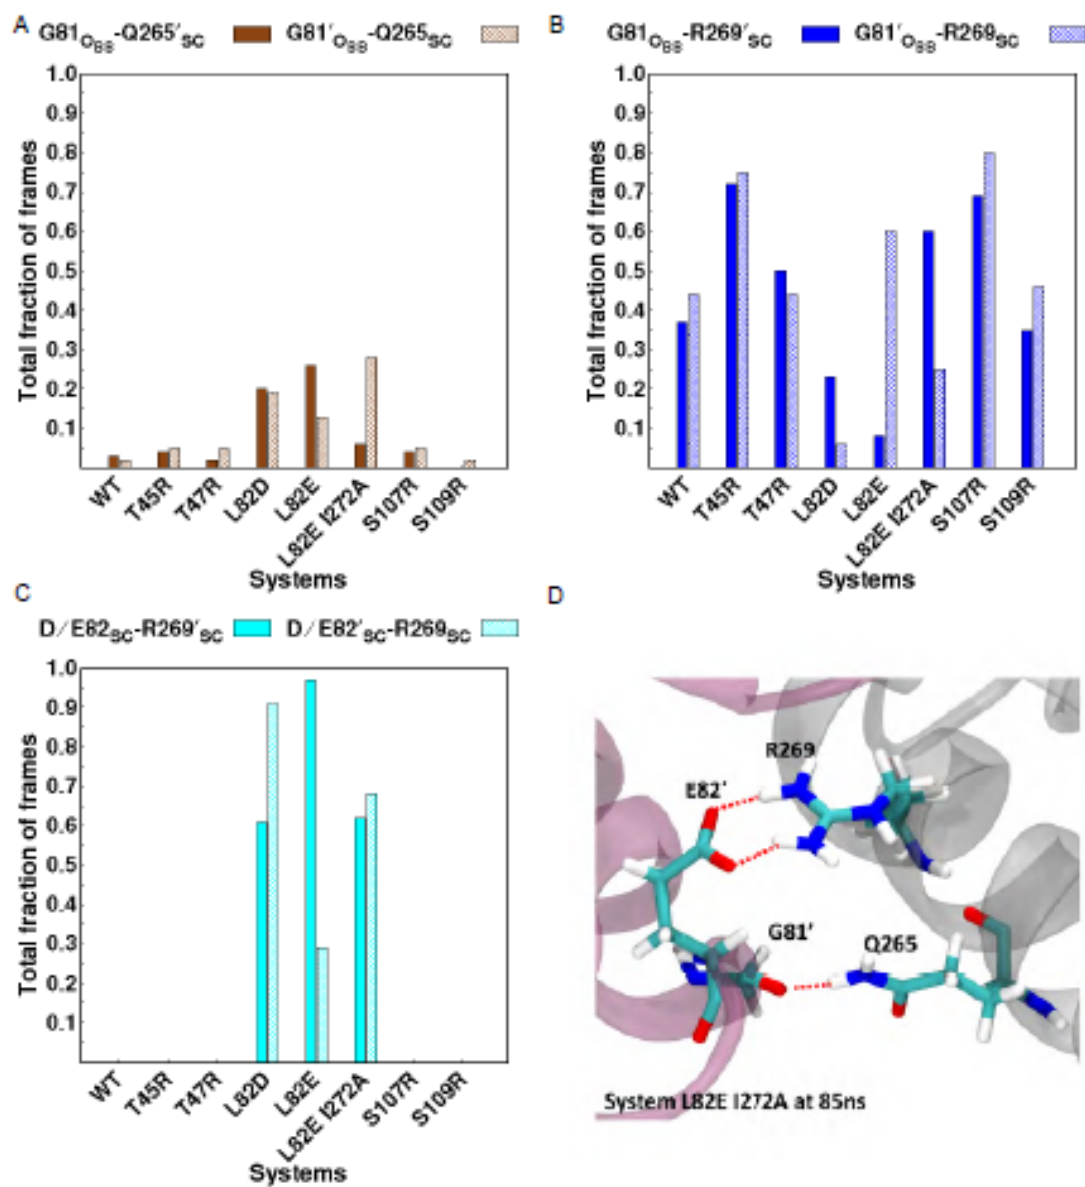 A
G81OBB-Q265'SC G81'OBB-Q265SC
Total fraction of frames
1.0
0.9
0.8
0.7
0.6
0.5
0.4
0.3
0.2
0.1
WT T45R T47R L82D L82E L82E I272A S107R S109R
Systems
B
G81OBB-R269'SC G81'OBB-R269SC
Total fraction of frames
1.0
0.9
0.8
0.7
0.6
0.5
0.4
0.3
0.2
0.1
WT T45R T47R L82D L82E L82E I272A S107R S109R
Systems
C
D/E82SC-R269'SC D/E82'SC-R269SC
Total fraction of frames
1.0
0.9
0.8
0.7
0.6
0.5
0.4
0.3
0.2
0.1
WT T45R T47R L82D L82E L82E I272A S107R S109R
Systems
D
R269
E82'
G81'
Q265
System L82E I272A at 85ns